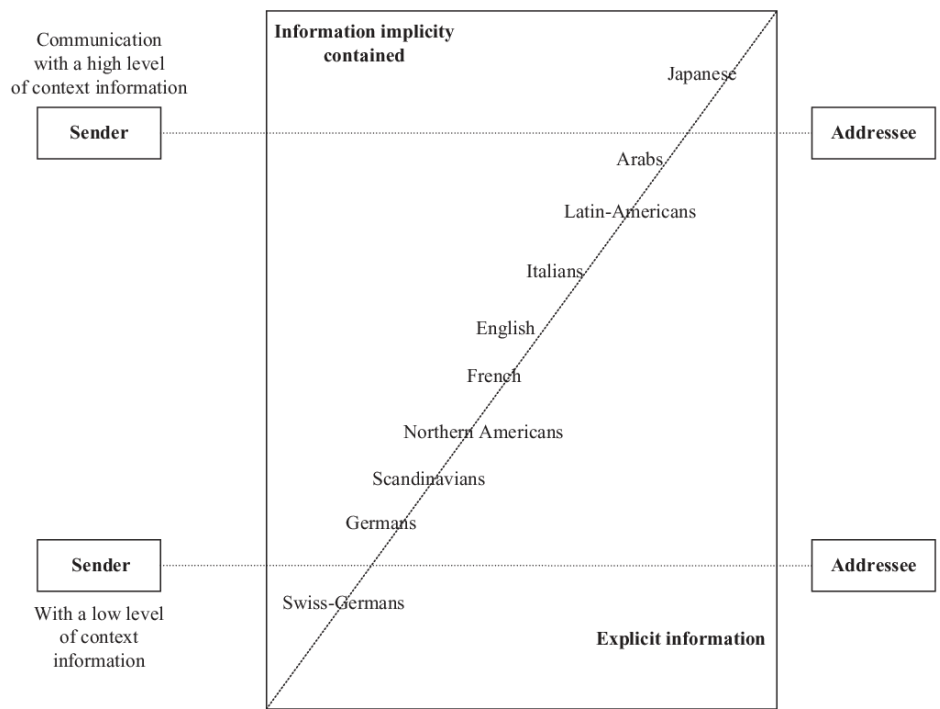 Communication
with a high level
of context information
Sender
Information implicity
contained
Japanese
Addressee
Arabs
Latin-Americans
Italians
English
French
Northern Americans
Scandinavians
Germans
Sender
Addressee
Swiss-Germans
With a low level
of context
information
Explicit information